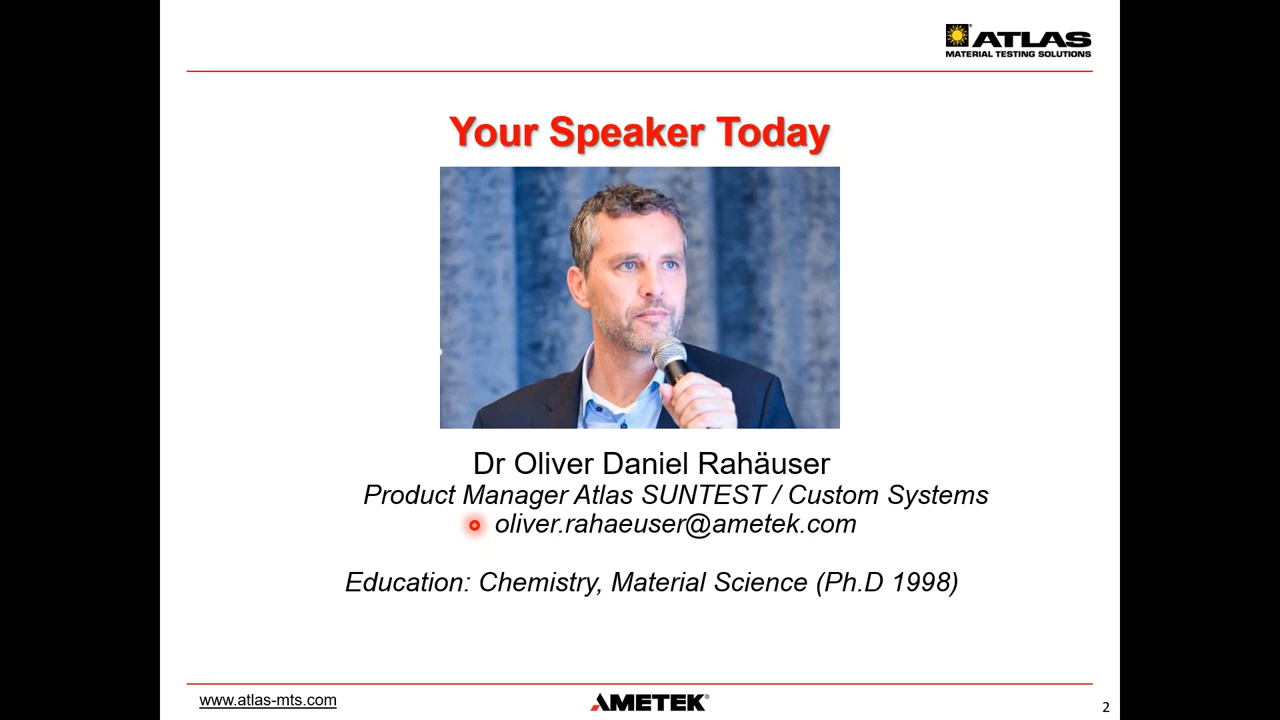 ATLAS
MATERIAL TESTING SOLUTIONS
Your Speaker Today
Dr Oliver Daniel Rahäuser
Product Manager Atlas SUNTEST / Custom Systems
oliver.rahaeuser@ametek.com
Education: Chemistry, Material Science (Ph.D 1998)
www.atlas-mts.com
AMETEK®
2